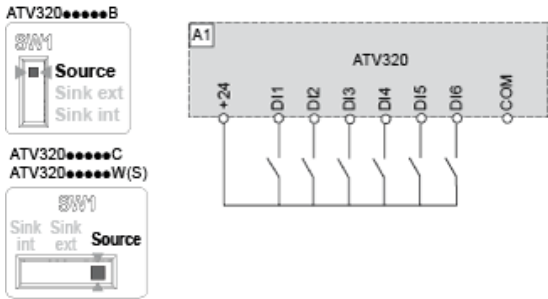 ATV320●●●●●B
SW1
Source
Sink ext
Sink int
ATV320●●●●●C
ATV320●●●●●W(S)
SW1
Sink int
Sink ext
Source
A1
ATV320
+24
DI1
DI2
DI3
DI4
DI5
DI6
COM